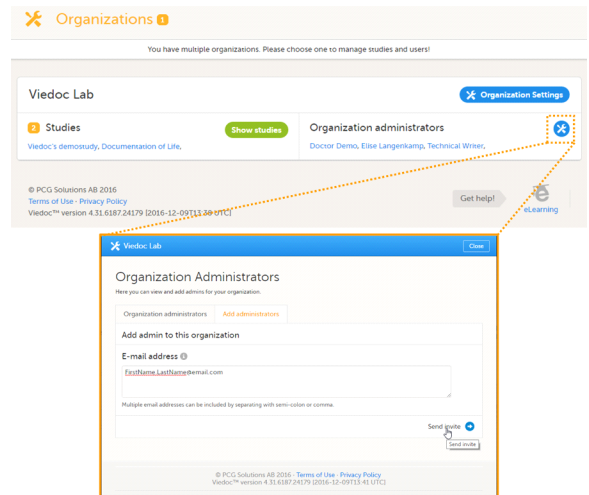 Organizations 1
You have multiple organizations. Please choose one to manage studies and users!
Viedoc Lab
Organization Settings
2 Studies
Show studies
Organization administrators
Viedoc's demostudy, Documentation of Life,
Doctor Demo, Elise Langenkamp, Technical Writer,
© PCG Solutions AB 2016
Terms of Use - Privacy Policy
Viedoc™ version 4.31.6187.24179 [2016-12-09T13:39 UTC]
Get help!
eLearning
Viedoc Lab
Close
Organization Administrators
Here you can view and add admins for your organization.
Organization administrators
Add administrators
Add admin to this organization
E-mail address
FirstName.LastName@email.com
Multiple email addresses can be included by separating with semi-colon or comma.
Send invite
Send invite
© PCG Solutions AB 2016 - Terms of Use - Privacy Policy
Viedoc™ version 4.31.6187.24179 [2016-12-09T13:41 UTC]